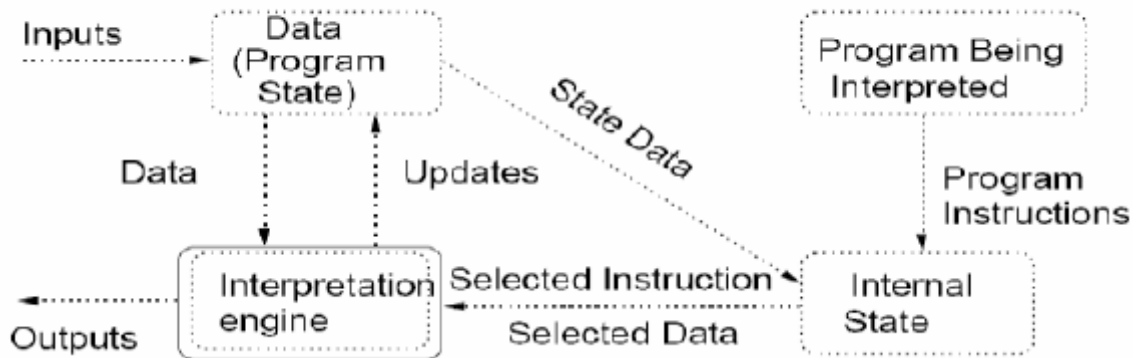 Inputs
Data
(Program
State)
Program Being
Interpreted
State Data
Data
Updates
Program
Instructions
Interpretation
engine
Selected Instruction
Selected Data
Internal
State
Outputs